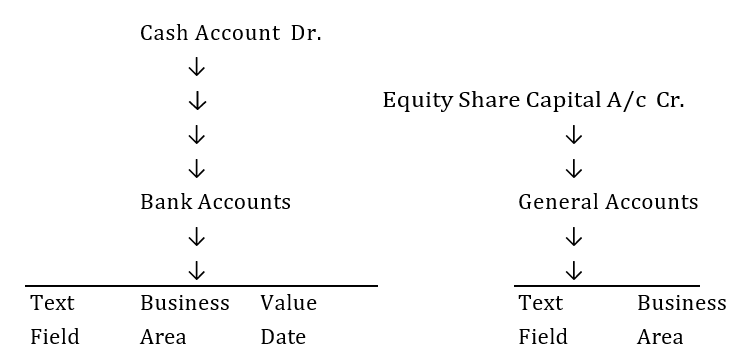 Cash Account Dr.
↓
↓ Equity Share Capital A/c Cr.
↓ ↓
↓ ↓
Bank Accounts General Accounts
↓ ↓
↓ ↓
Text Business Value Text Business
Field Area Date Field Area